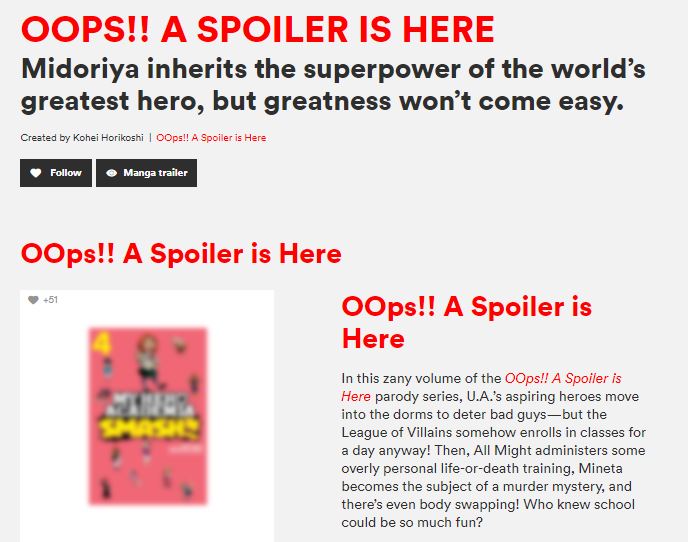 OOPS!! A SPOILER IS HERE
Midoriya inherits the superpower of the world's
greatest hero, but greatness won't come easy.
Created by Kohei Horikoshi | OOps!! A Spoiler is Here
Follow
Manga trailer
OOps!! A Spoiler is Here
+51
4
MY HERO
ACADEMIA
SMASH!!
OOps!! A Spoiler is
Here
In this zany volume of the OOps!! A Spoiler is
Here parody series, U.A.'s aspiring heroes move
into the dorms to deter bad guys—but the
League of Villains somehow enrolls in classes for
a day anyway! Then, All Might administers some
overly personal life-or-death training, Mineta
becomes the subject of a murder mystery, and
there's even body swapping! Who knew school
could be so much fun?